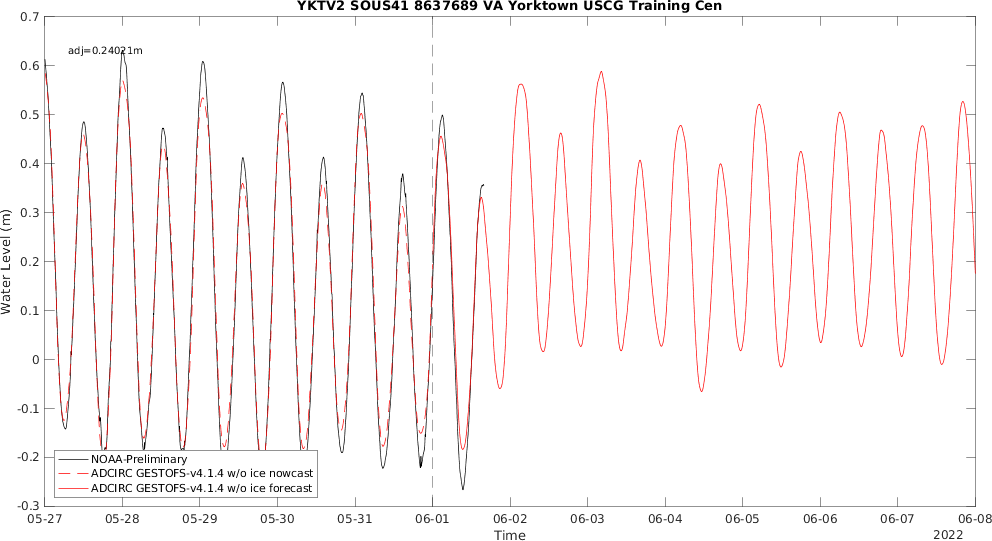 YKTV2 SOUS41 8637689 VA Yorktown USCG Training Cen
0.7
adj=0.24021m
0.6
0.5
0.4
0.3
0.2
0.1
0
-0.1
-0.2
-0.3
Water Level (m)
NOAA-Preliminary
ADCIRC GESTOFS-v4.1.4 w/o ice nowcast
ADCIRC GESTOFS-v4.1.4 w/o ice forecast
05-27 05-28 05-29 05-30 05-31 06-01 06-02 06-03 06-04 06-05 06-06 06-07 06-08
Time
2022